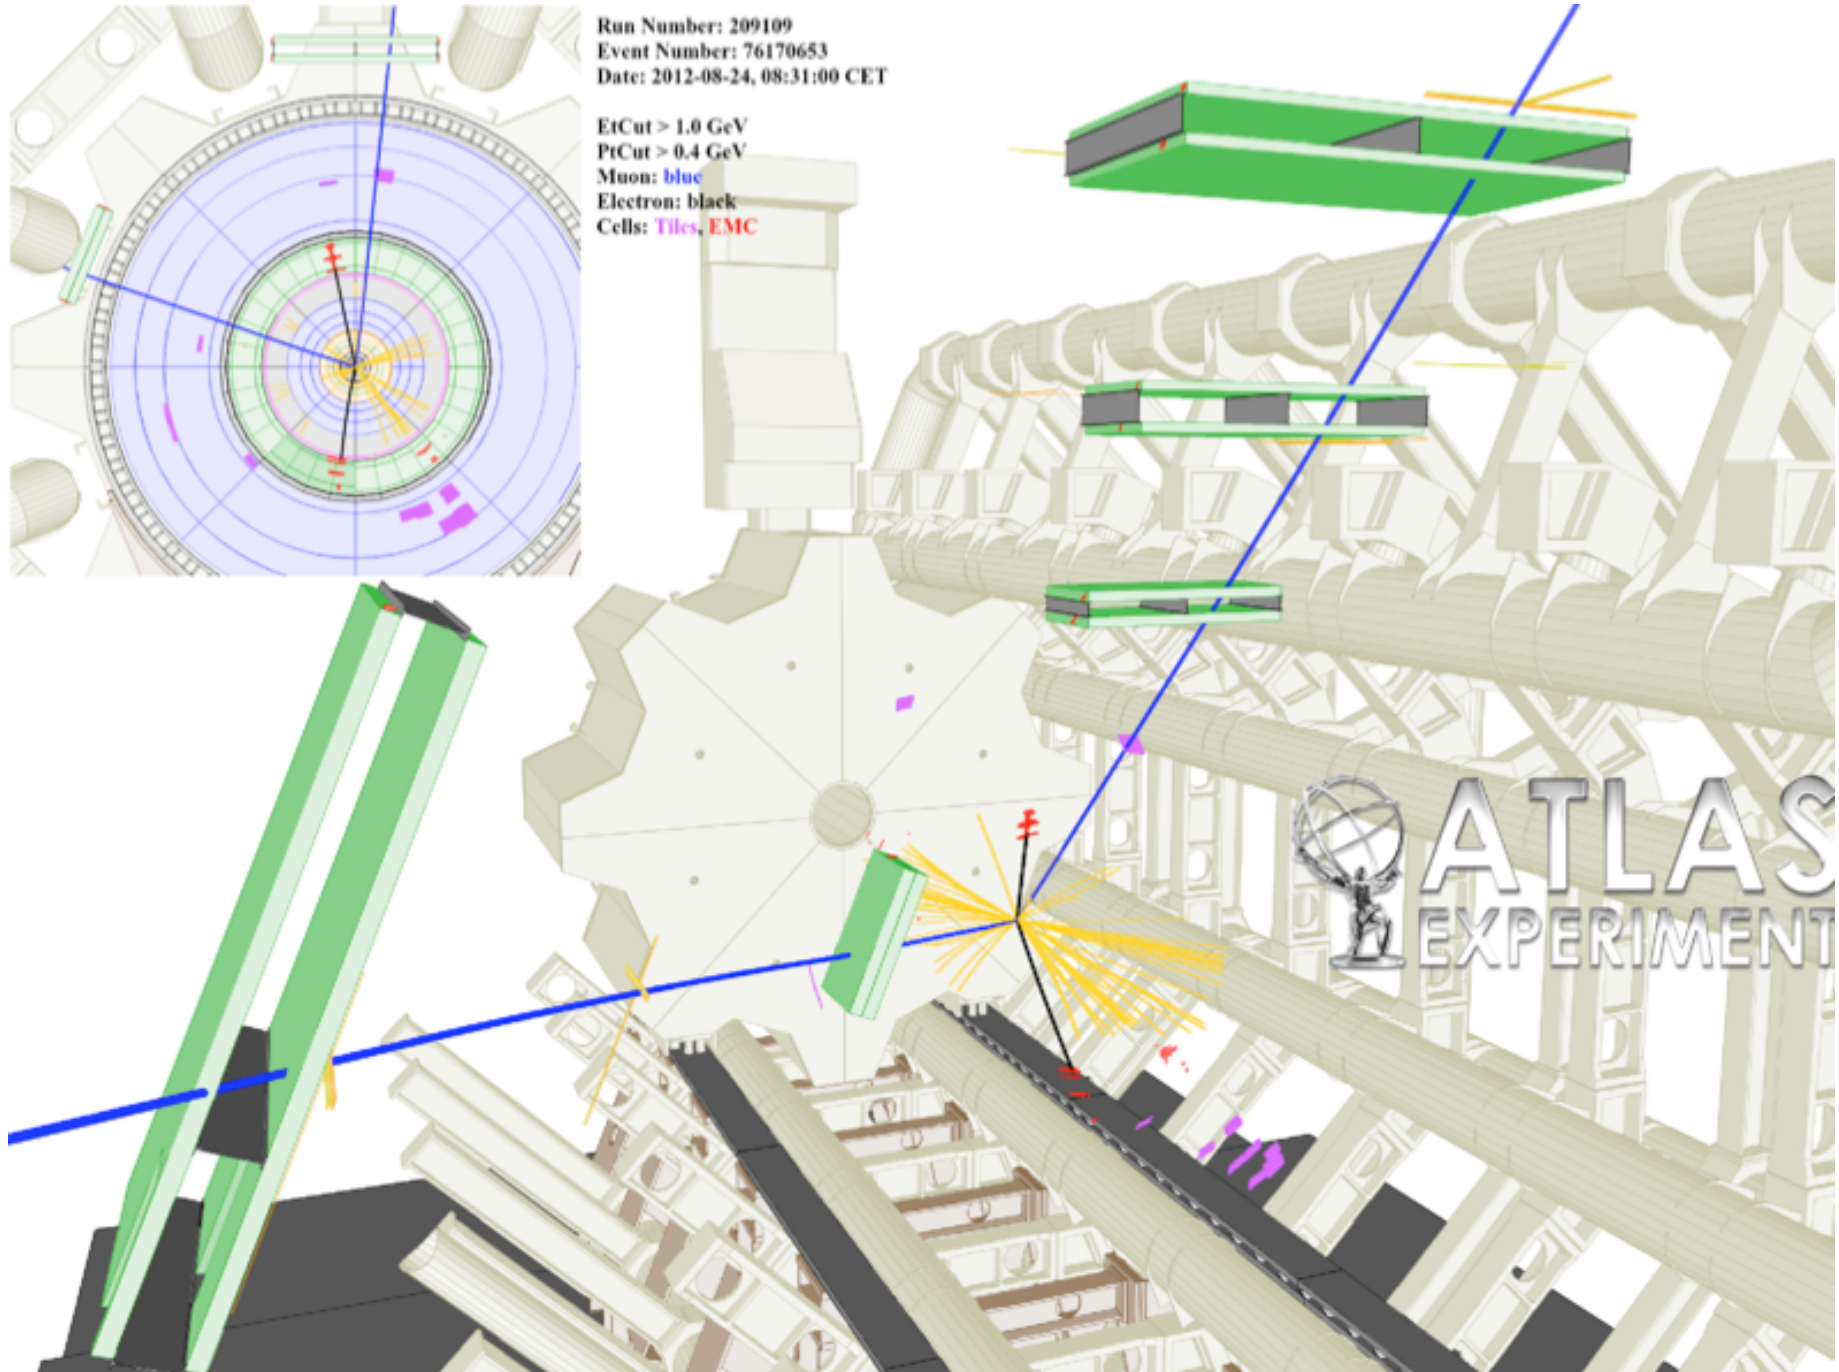 Run Number: 209109
Event Number: 76170653
Date: 2012-08-24, 08:31:00 CET
EtCut > 1.0 GeV
PtCut > 0.4 GeV
Muon: blue
Electron: black
Cells: Tiles, EMC
ATLAS
EXPERIMENT